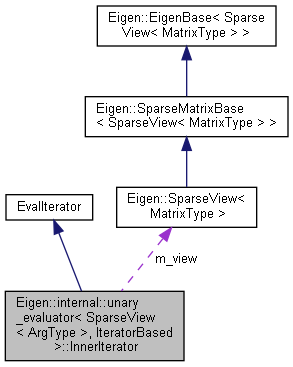 Eigen::EigenBase< Sparse
View< MatrixType > >
Eigen::SparseMatrixBase
< SparseView< MatrixType > >
EvalIterator
Eigen::SparseView<
MatrixType >
m_view
Eigen::internal::unary
_evaluator< SparseView
< ArgType >, IteratorBased
>::InnerIterator